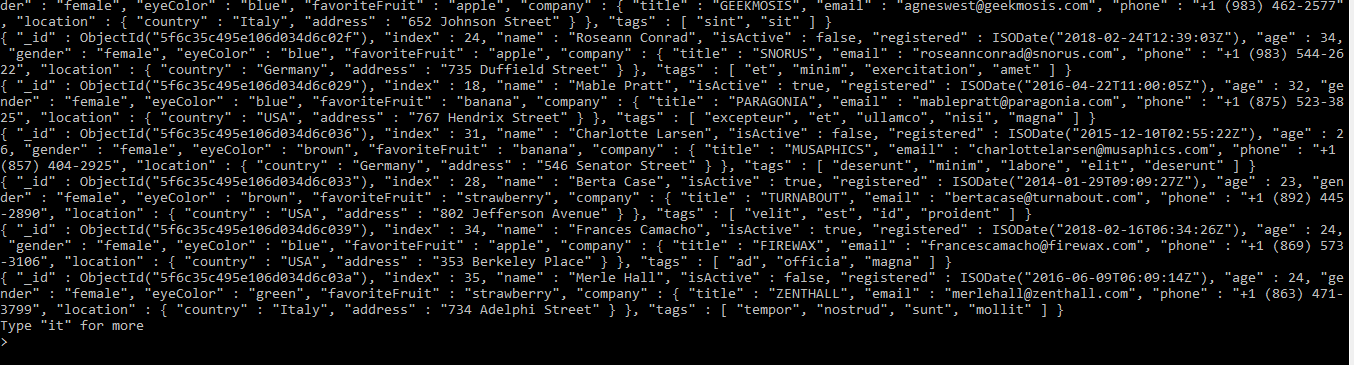 der" : "female", "eyeColor" : "blue", "favoriteFruit" : "apple", "company" : { "title" : "GEEKMOSIS", "email" : "agneswest@geekmosis.com", "phone" : "+1 (983) 462-2577"
, "location" : { "country" : "Italy", "address" : "652 Johnson Street" } }, "tags" : [ "sint", "sit" ] }
{ "_id" : ObjectId("5f6c35c495e106d034d6c02f"), "index" : 24, "name" : "Roseann Conrad", "isActive" : false, "registered" : ISODate("2018-02-24T12:39:03Z"), "age" : 34,
"gender" : "female", "eyeColor" : "blue", "favoriteFruit" : "apple", "company" : { "title" : "SNORUS", "email" : "roseannconrad@snorus.com", "phone" : "+1 (983) 544-26
22", "location" : { "country" : "Germany", "address" : "735 Duffield Street" } }, "tags" : [ "et", "minim", "exercitation", "amet" ] }
{ "_id" : ObjectId("5f6c35c495e106d034d6c029"), "index" : 18, "name" : "Mable Pratt", "isActive" : true, "registered" : ISODate("2016-04-22T11:00:05Z"), "age" : 32, "ge
nder" : "female", "eyeColor" : "blue", "favoriteFruit" : "banana", "company" : { "title" : "PARAGONIA", "email" : "mablepratt@paragonia.com", "phone" : "+1 (875) 523-38
25", "location" : { "country" : "USA", "address" : "767 Hendrix Street" } }, "tags" : [ "excepteur", "et", "ullamco", "nisi", "magna" ] }
{ "_id" : ObjectId("5f6c35c495e106d034d6c036"), "index" : 31, "name" : "Charlotte Larsen", "isActive" : false, "registered" : ISODate("2015-12-10T02:55:22Z"), "age" : 2
6, "gender" : "female", "eyeColor" : "brown", "favoriteFruit" : "banana", "company" : { "title" : "MUSAPHICS", "email" : "charlottelarsen@musaphics.com", "phone" : "+1
(857) 404-2925", "location" : { "country" : "Germany", "address" : "546 Senator Street" } }, "tags" : [ "deserunt", "minim", "labore", "elit", "deserunt" ] }
{ "_id" : ObjectId("5f6c35c495e106d034d6c033"), "index" : 28, "name" : "Berta Case", "isActive" : true, "registered" : ISODate("2014-01-29T09:09:27Z"), "age" : 23, "gen
der" : "female", "eyeColor" : "brown", "favoriteFruit" : "strawberry", "company" : { "title" : "TURNABOUT", "email" : "bertacase@turnabout.com", "phone" : "+1 (892) 445
-2890", "location" : { "country" : "USA", "address" : "802 Jefferson Avenue" } }, "tags" : [ "velit", "est", "id", "proident" ] }
{ "_id" : ObjectId("5f6c35c495e106d034d6c039"), "index" : 34, "name" : "Frances Camacho", "isActive" : true, "registered" : ISODate("2018-02-16T06:34:26Z"), "age" : 24,
"gender" : "female", "eyeColor" : "blue", "favoriteFruit" : "apple", "company" : { "title" : "FIREWAX", "email" : "francescamacho@firewax.com", "phone" : "+1 (869) 573
-3106", "location" : { "country" : "USA", "address" : "353 Berkeley Place" } }, "tags" : [ "ad", "officia", "magna" ] }
{ "_id" : ObjectId("5f6c35c495e106d034d6c03a"), "index" : 35, "name" : "Merle Hall", "isActive" : false, "registered" : ISODate("2016-06-09T06:09:14Z"), "age" : 24, "ge
nder" : "female", "eyeColor" : "green", "favoriteFruit" : "strawberry", "company" : { "title" : "ZENTHALL", "email" : "merlehall@zenthall.com", "phone" : "+1 (863) 471-
3799", "location" : { "country" : "Italy", "address" : "734 Adelphi Street" } }, "tags" : [ "tempor", "nostrud", "sunt", "mollit" ] }
Type "it" for more
>